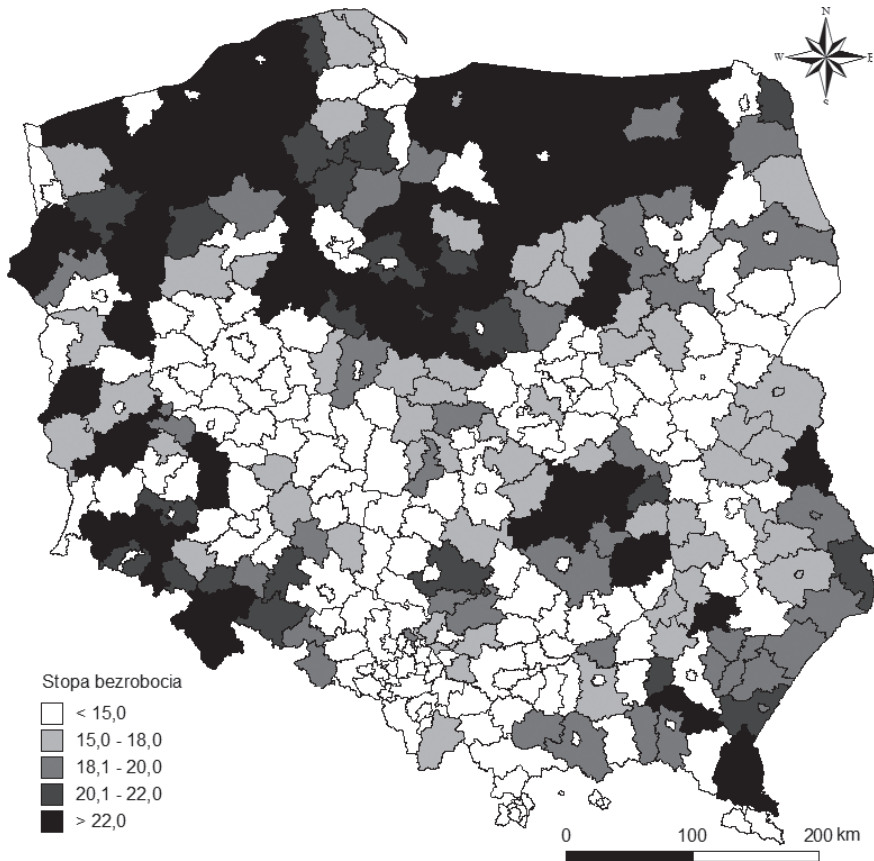 N
W E
S
Stopa bezrobocia
< 15,0
15,0 - 18,0
18,1 - 20,0
20,1 - 22,0
> 22,0
0 100 200 km